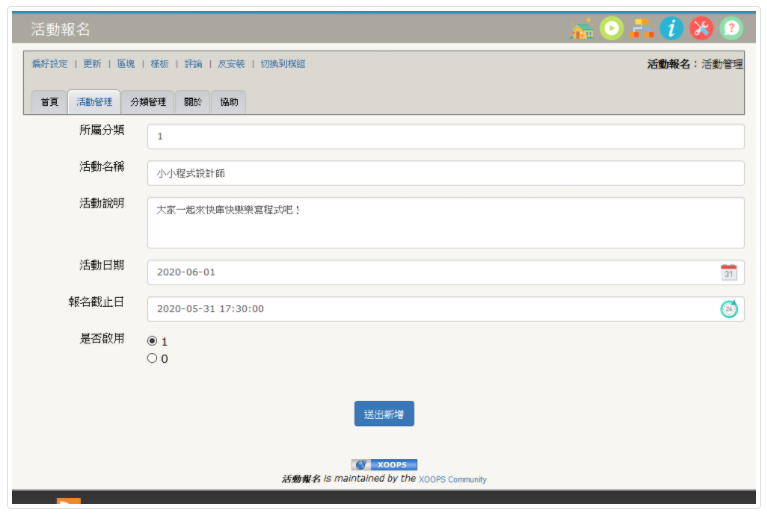 活動報名
偏好設定 | 更新 | 區塊 | 樣板 | 評論 | 反安裝 | 切換到模組
活動報名：活動管理
首頁 活動管理 分類管理 關於 協助
所屬分類 1
活動名稱 小小程式設計師
活動說明 大家一起來快庫快樂樂寫程式吧！
活動日期 2020-06-01 31
報名截止日 2020-05-31 17:30:00 24
是否啟用 1
0
送出新增
XOOPS
活動報名 is maintained by the XOOPS Community